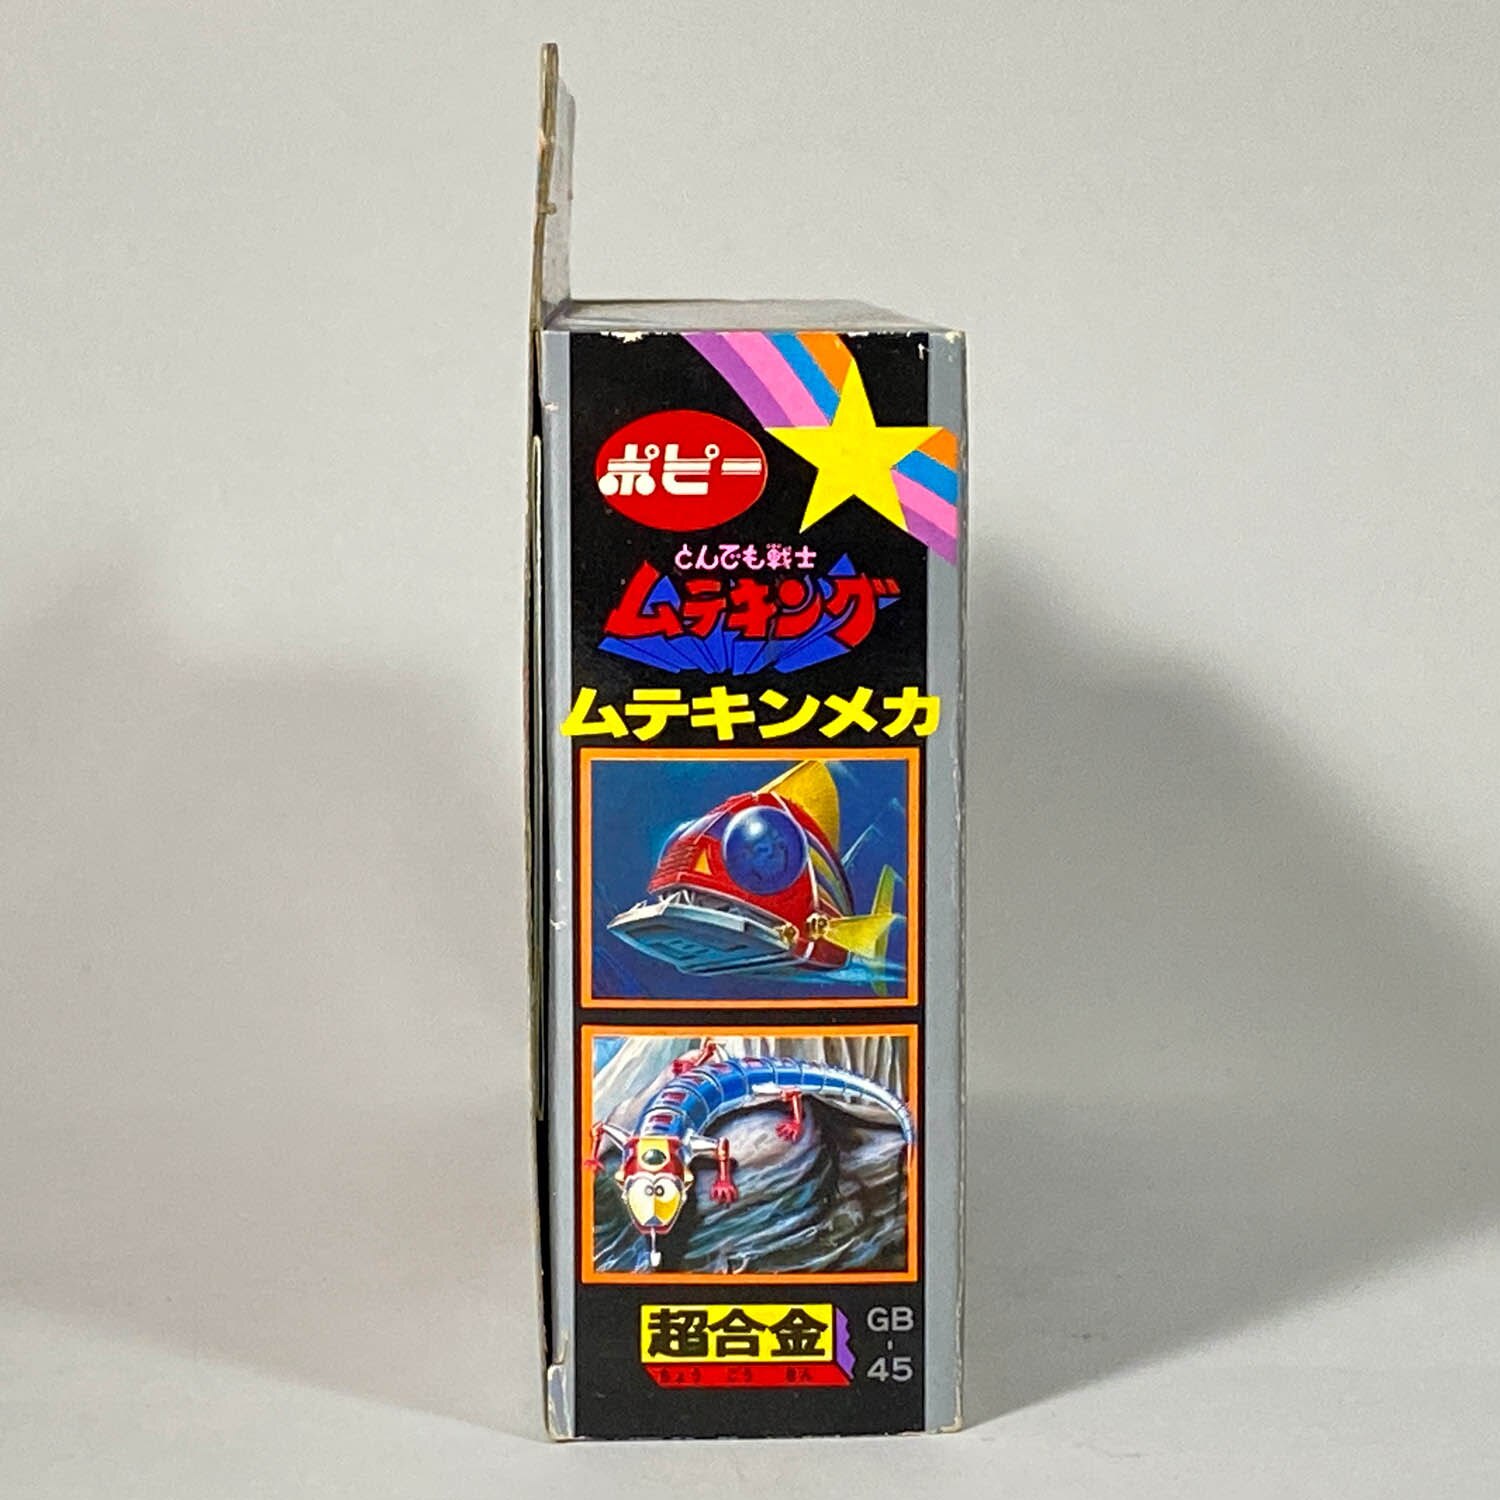 ポピー
とんでも戦士
ムテキング
ムテキンメカ
超合金
ちょう ごう きん
GB
-
45